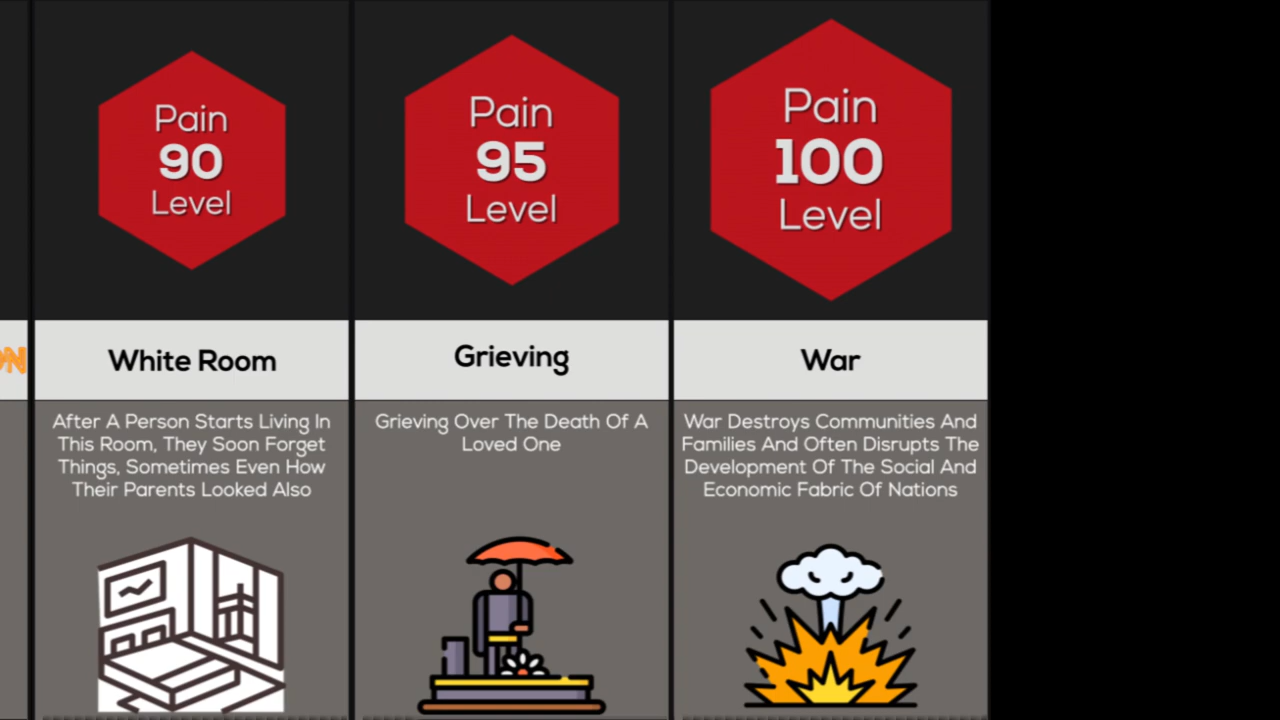 Pain
90
Level
Pain
95
Level
Pain
100
Level
White Room
Grieving
War
After A Person Starts Living In
This Room, They Soon Forget
Things, Sometimes Even How
Their Parents Looked Also
Grieving Over The Death Of A
Loved One
War Destroys Communities And
Families And Often Disrupts The
Development Of The Social And
Economic Fabric Of Nations